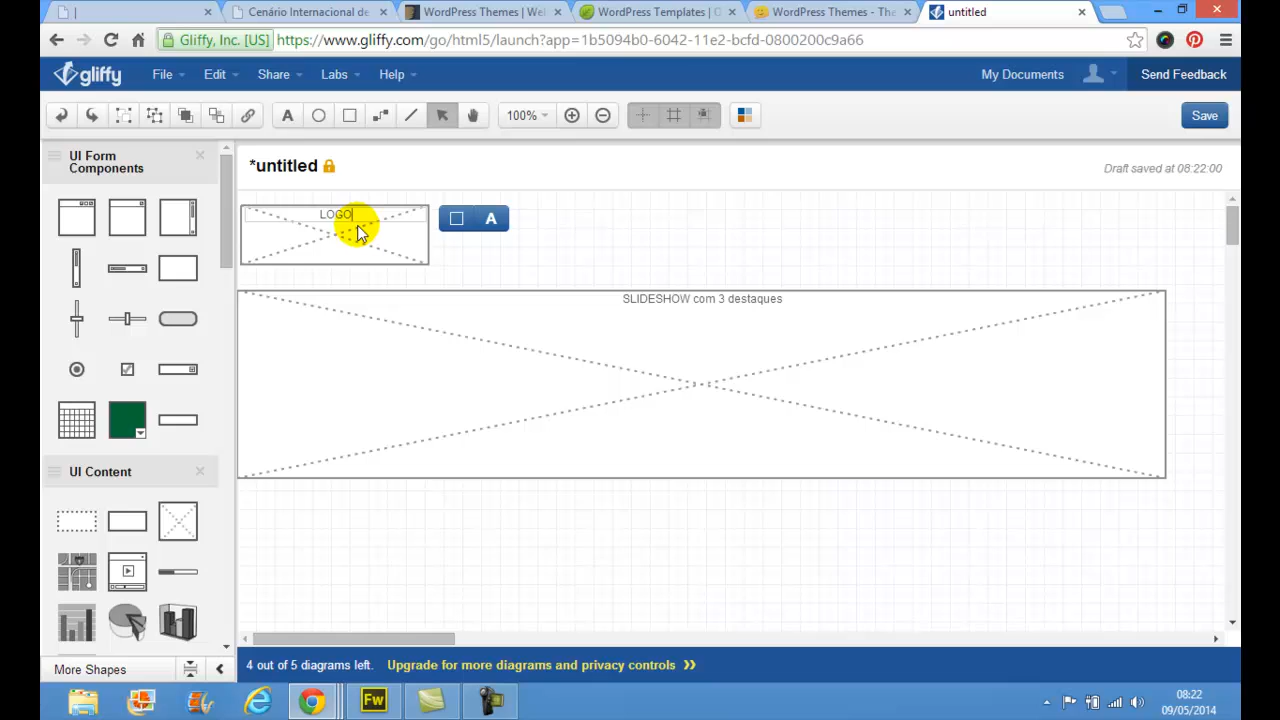 Cenário Internacional de
WordPress Themes | Wel
WordPress Templates | O
WordPress Themes - The
untitled
Gliffy, Inc. [US]
https://www.gliffy.com/go/html5/launch?app=1b5094b0-6042-11e2-bcfd-0800200c9a66
gliffy
File
Edit
Share
Labs
Help
My Documents
Send Feedback
A
100%
Save
UI Form
Components
*untitled
Draft saved at 08:22:00
LOGO
A
SLIDESHOW com 3 destaques
UI Content
More Shapes
4 out of 5 diagrams left.
Upgrade for more diagrams and privacy controls »
Fw
08:22
09/05/2014